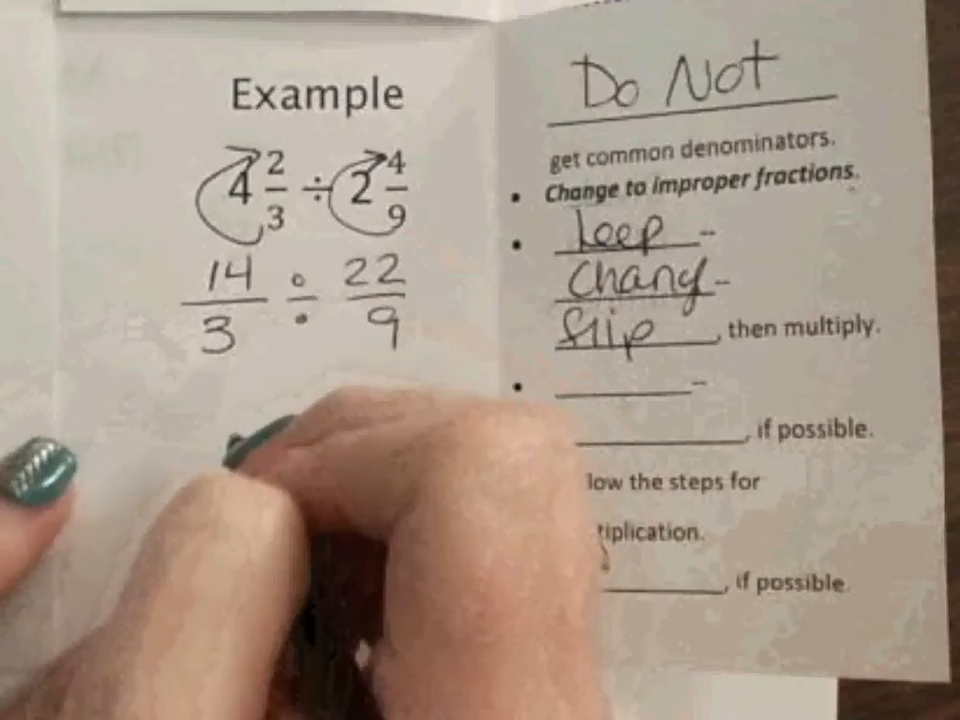 Example
4 2/3 ÷ 2 4/9
14/3 ÷ 22/9
Do Not
get common denominators.
• Change to improper fractions.
• keep -
Chang -
flip, then multiply.
• -
, if possible.
low the steps for
tiplication.
, if possible.